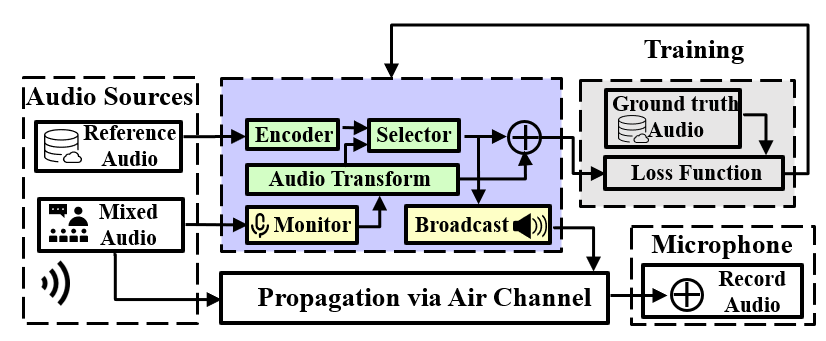 Training
Audio Sources
Reference
Audio
Mixed
Audio
Encoder
Selector
Audio Transform
Monitor
Broadcast
Ground truth
Audio
Loss Function
Propagation via Air Channel
Microphone
Record
Audio